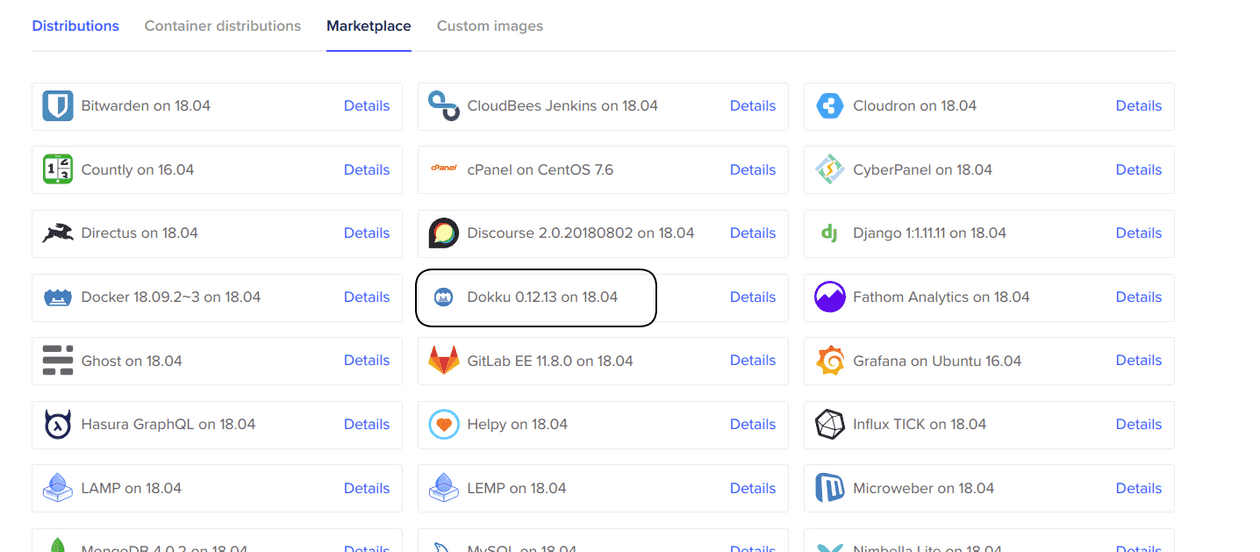 Distributions Container distributions Marketplace Custom images
Bitwarden on 18.04 Details CloudBees Jenkins on 18.04 Details Cloudron on 18.04 Details
1 2 3 Countly on 16.04 Details cPanel cPanel on CentOS 7.6 Details CyberPanel on 18.04 Details
Directus on 18.04 Details Discourse 2.0.20180802 on 18.04 Details dj Django 1:1.11.11 on 18.04 Details
Docker 18.09.2~3 on 18.04 Details Dokku 0.12.13 on 18.04 Details Fathom Analytics on 18.04 Details
Ghost on 18.04 Details GitLab EE 11.8.0 on 18.04 Details Grafana on Ubuntu 16.04 Details
Hasura GraphQL on 18.04 Details Helpy on 18.04 Details Influx TICK on 18.04 Details
LAMP on 18.04 Details LEMP on 18.04 Details Microweber on 18.04 Details
MongoDB 4.0.2 on 18.04 Details MySQL on 18.04 Details Nimbella Lite on 18.04 Details